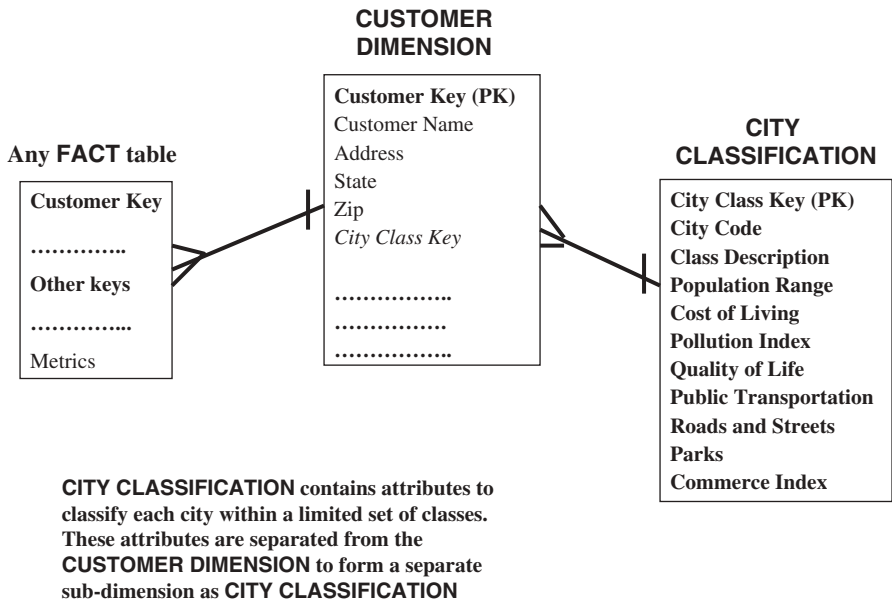 CUSTOMER
DIMENSION
Customer Key (PK)
Customer Name
Address
State
Zip
City Class Key
……………..
…………….
……………..
Any FACT table
Customer Key
…………..
Other keys
…………...
Metrics
CITY
CLASSIFICATION
City Class Key (PK)
City Code
Class Description
Population Range
Cost of Living
Pollution Index
Quality of Life
Public Transportation
Roads and Streets
Parks
Commerce Index
CITY CLASSIFICATION contains attributes to
classify each city within a limited set of classes.
These attributes are separated from the
CUSTOMER DIMENSION to form a separate
sub-dimension as CITY CLASSIFICATION